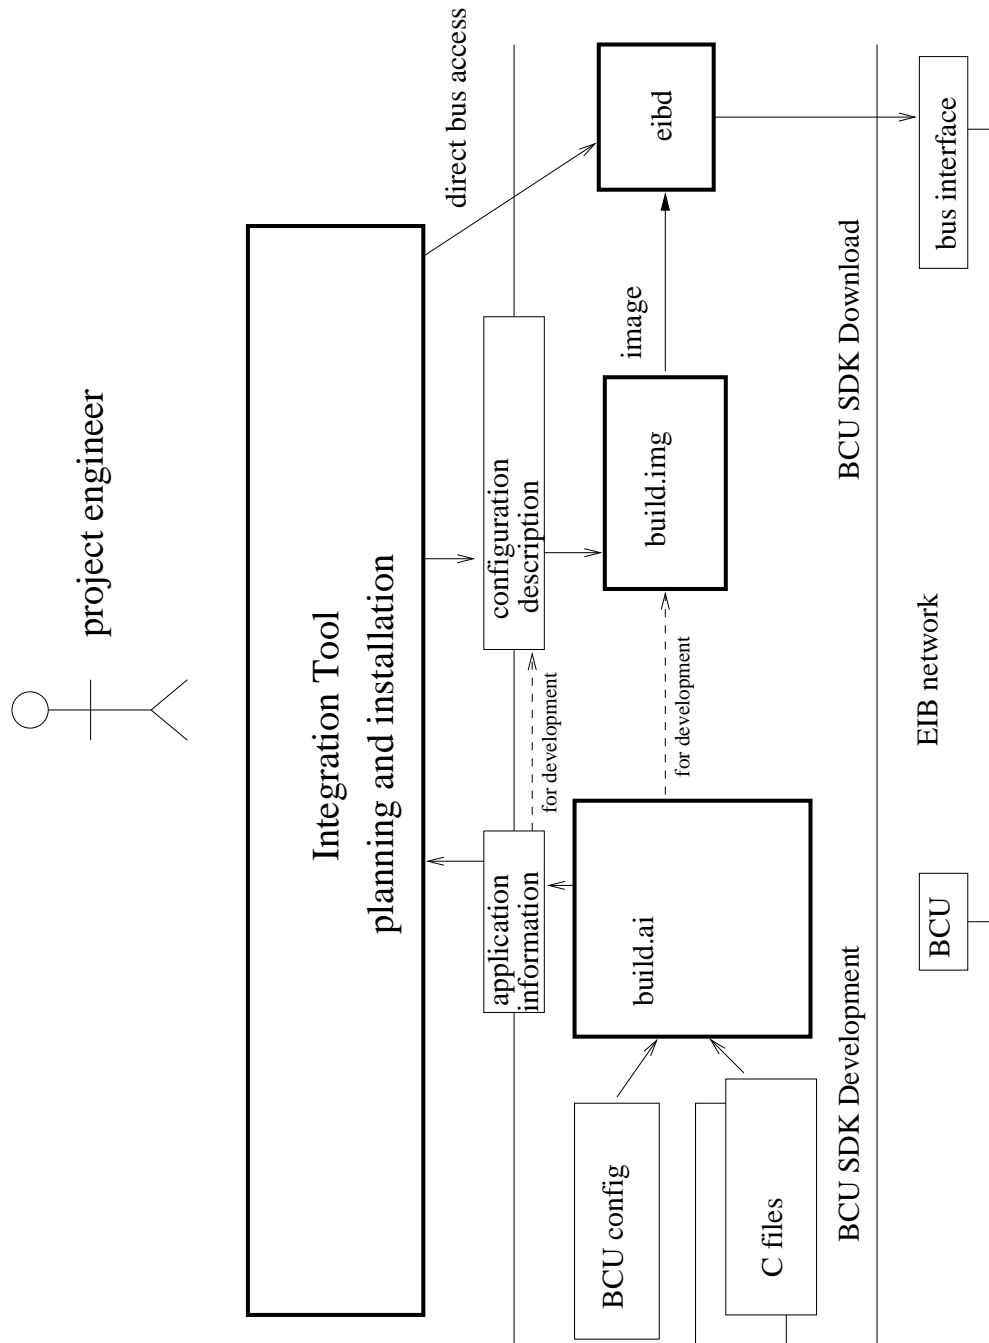 project engineer
Integration Tool
planning and installation
direct bus access
application
information
for development
configuration
description
BCU config
C files
build.ai
for development
build.img
image
eibd
BCU SDK Development
BCU SDK Download
BCU
EIB network
bus interface